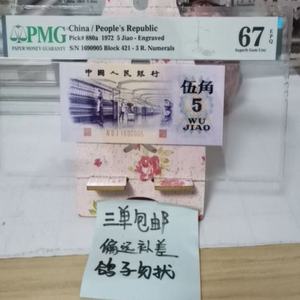 PMG
PAPER MONEY GUARANTY
China / People's Republic
Pick# 880a 1972 5 Jiao - Engraved
S/N 1690905 Block 421 - 3 R. Numerals
67 EPQ
Superb Gem Unc
中国人民银行
伍角
5
WU
JIAO
1690905
三单包邮
偏远补差
鸽子勿扰